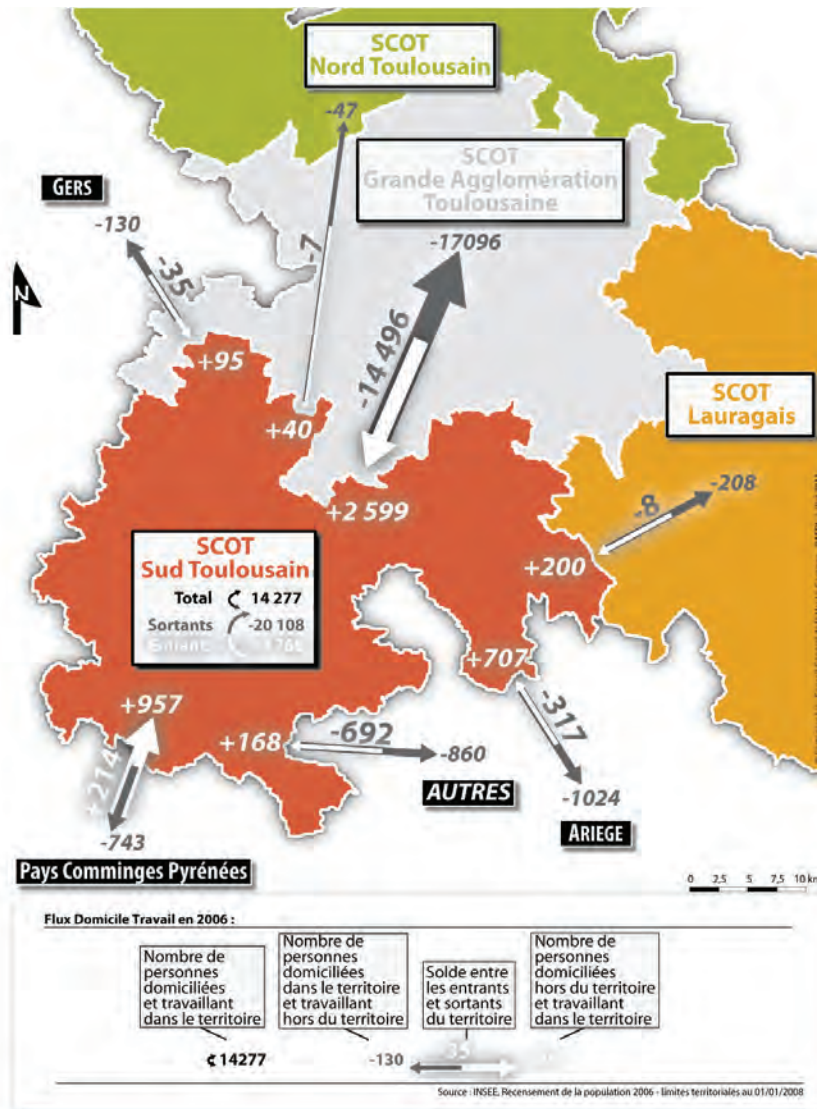 SCOT
Nord Toulousain
-47
SCOT
Grande Agglomération
Toulousaine
GERS
-130
-17096
-7
-35
N
-14 496
+95
SCOT
Lauragais
+40
-208
-8
+2 599
SCOT
Sud Toulousain
+200
Total 14 277
Sortants -20 108
+707
+957
-317
+168
-692
-860
+214
AUTRES
-1024
-743
ARIEGE
Pays Comminges Pyrénées
0 2,5 5 7,5 10 km
Flux Domicile Travail en 2006 :
Nombre de
personnes
domiciliées
et travaillant
dans le territoire
Nombre de
personnes
domiciliées
dans le territoire
et travaillant
hors du territoire
Solde entre
les entrants
et sortants
du territoire
Nombre de
personnes
domiciliées
hors du territoire
et travaillant
dans le territoire
14277
-130
-35
Source : INSEE, Recensement de la population 2006 - limites territoriales au 01/01/2008